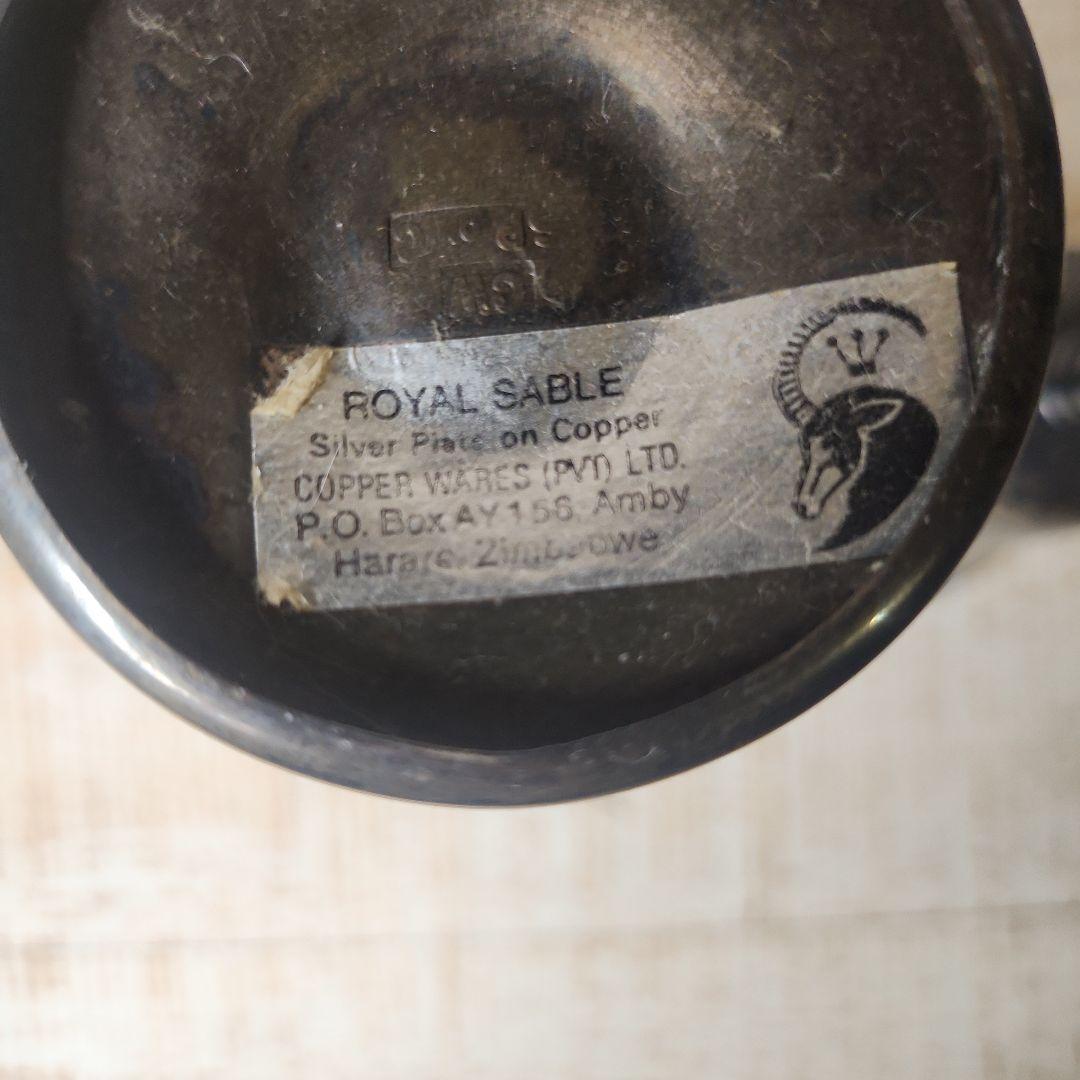 ROYAL SABLE
Silver Plate on Copper
COPPER WARES (PVT) LTD.
P.O. Box AY 156, Amby
Harare, Zimbabwe